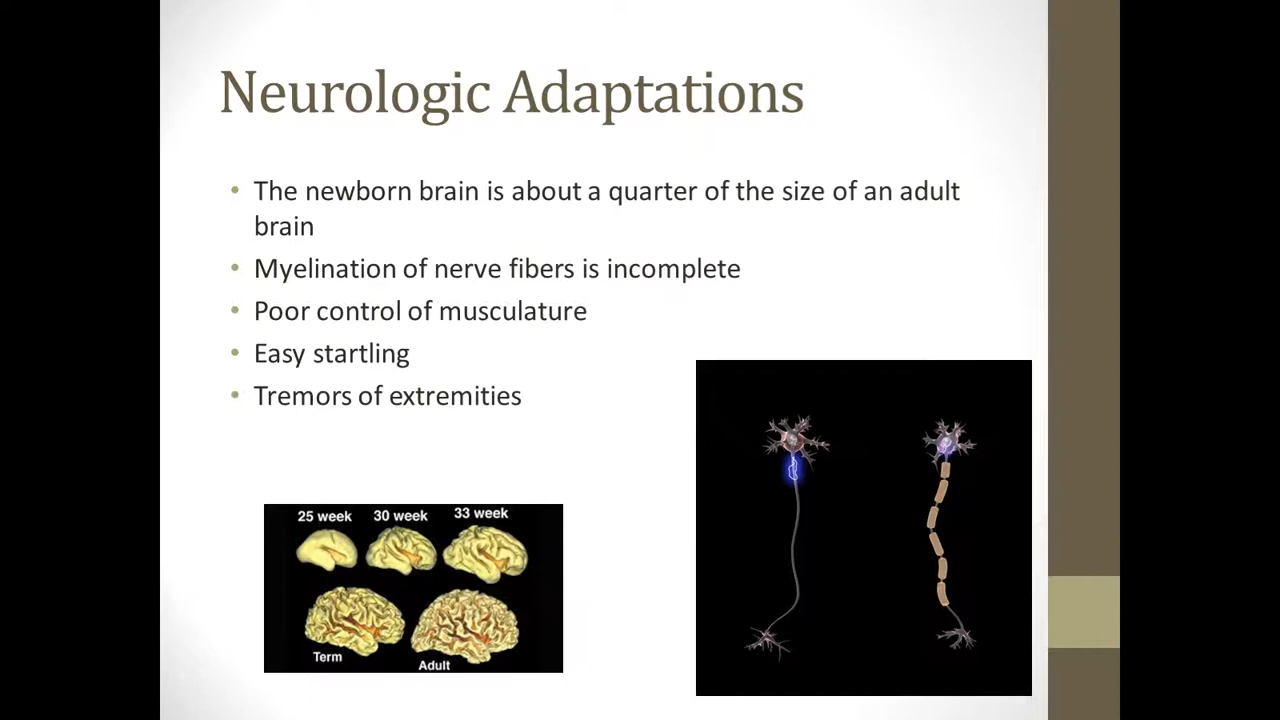 Neurologic Adaptations
• The newborn brain is about a quarter of the size of an adult
brain
• Myelination of nerve fibers is incomplete
• Poor control of musculature
• Easy startling
• Tremors of extremities
25 week 30 week 33 week
Term Adult